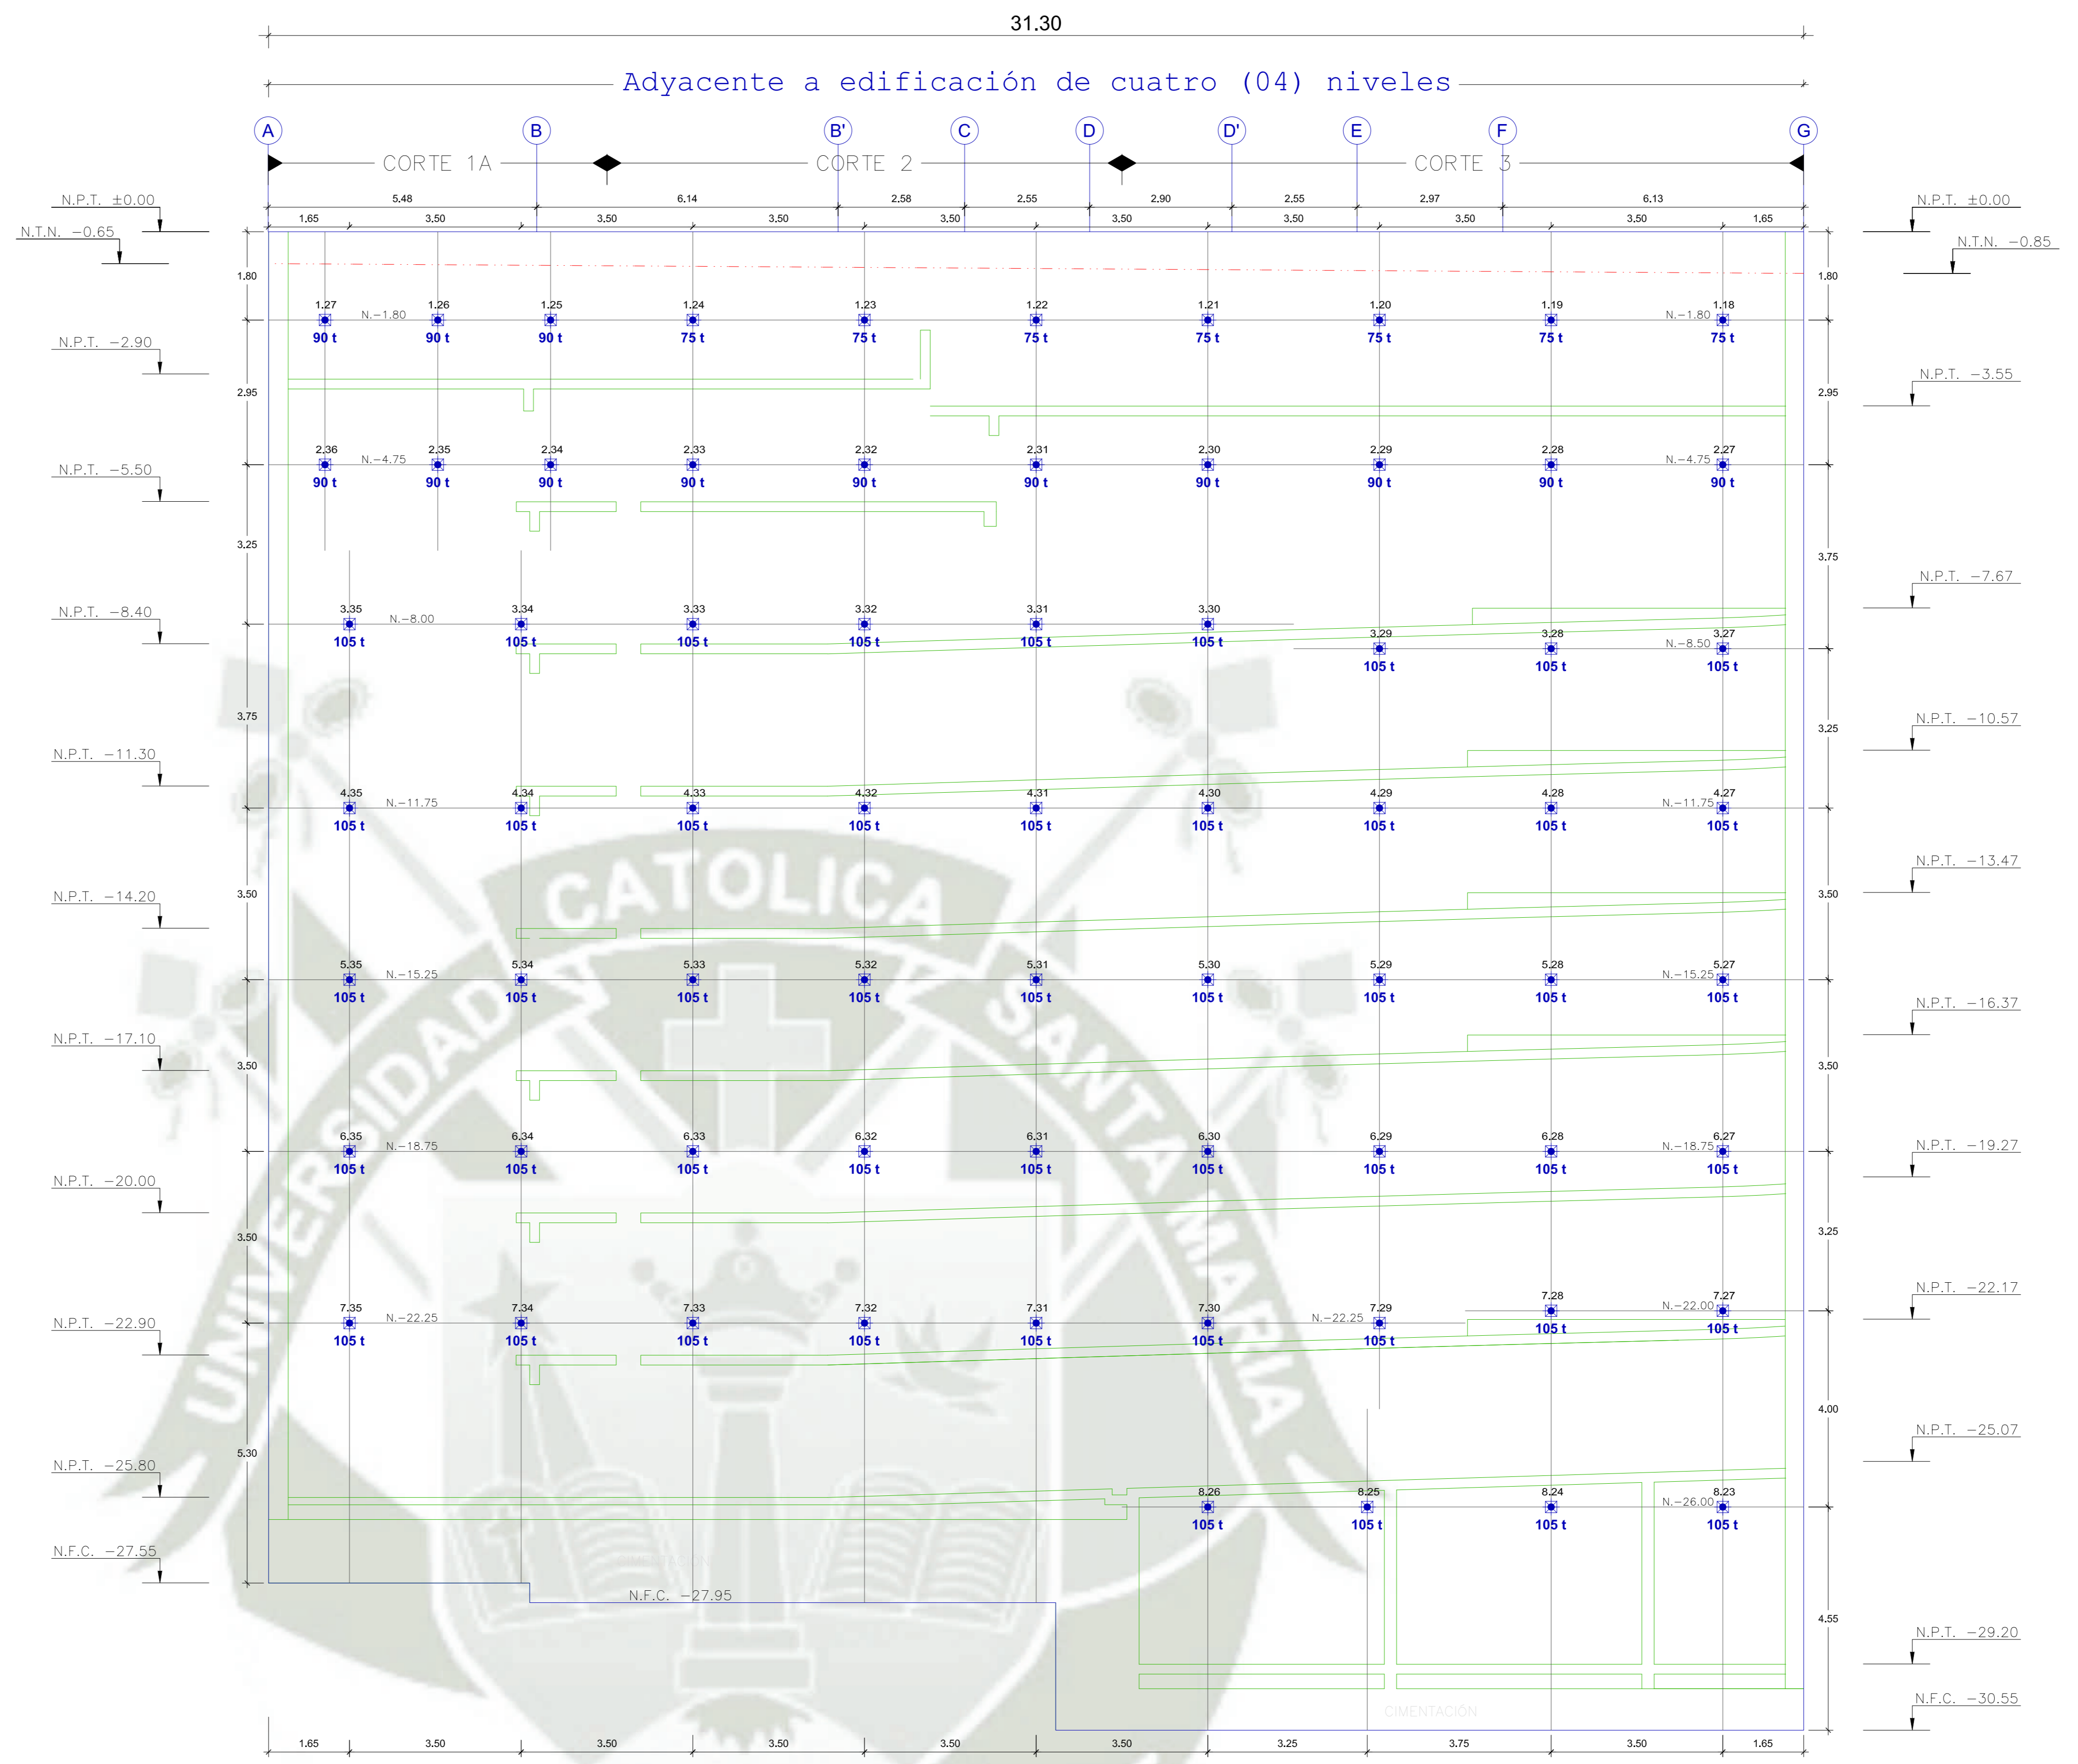 31.30
Adyacente a edificación de cuatro (04) niveles
A B B' C D D' E F G
CORTE 1A CORTE 2 CORTE 3
5.48 6.14 2.58 2.55 2.90 2.55 2.97 6.13
1.65 3.50 3.50 3.50 3.50 3.50 3.50 3.50 3.50 1.65
N.P.T. ±0.00 N.P.T. ±0.00
N.T.N. −0.65 N.T.N. −0.85
1.80 1.80
1.27 1.26 1.25 1.24 1.23 1.22 1.21 1.20 1.19 1.18
N.−1.80 N.−1.80
90 t 90 t 90 t 75 t 75 t 75 t 75 t 75 t 75 t 75 t
N.P.T. −2.90 N.P.T. −3.55
2.95 2.95
2.36 2.35 2.34 2.33 2.32 2.31 2.30 2.29 2.28 2.27
N.−4.75 N.−4.75
90 t 90 t 90 t 90 t 90 t 90 t 90 t 90 t 90 t 90 t
N.P.T. −5.50
3.25 3.75
N.P.T. −7.67
N.P.T. −8.40
3.35 3.34 3.33 3.32 3.31 3.30
N.−8.00
105 t 105 t 105 t 105 t 105 t 105 t
3.29 3.28 3.27
N.−8.50
105 t 105 t 105 t
3.75 3.25
N.P.T. −10.57
N.P.T. −11.30
4.35 4.34 4.33 4.32 4.31 4.30 4.29 4.28 4.27
N.−11.75 N.−11.75
105 t 105 t 105 t 105 t 105 t 105 t 105 t 105 t 105 t
N.P.T. −13.47
3.50 3.50
N.P.T. −14.20
CATOLICA
5.35 5.34 5.33 5.32 5.31 5.30 5.29 5.28 5.27
N.−15.25 N.−15.25
105 t 105 t 105 t 105 t 105 t 105 t 105 t 105 t 105 t
N.P.T. −16.37
N.P.T. −17.10
3.50 3.50
UNIVERSIDAD
SANTA MARIA
6.35 6.34 6.33 6.32 6.31 6.30 6.29 6.28 6.27
N.−18.75 N.−18.75
105 t 105 t 105 t 105 t 105 t 105 t 105 t 105 t 105 t
N.P.T. −19.27
N.P.T. −20.00
3.50 3.25
N.P.T. −22.17
7.28 7.27
N.−22.00
105 t 105 t
7.35 7.34 7.33 7.32 7.31 7.30 7.29
N.−22.25 N.−22.25
105 t 105 t 105 t 105 t 105 t 105 t 105 t
N.P.T. −22.90
4.00
N.P.T. −25.07
5.30
N.P.T. −25.80
8.26 8.25 8.24 8.23
N.−26.00
105 t 105 t 105 t 105 t
N.F.C. −27.55
CIMENTACIÓN
N.F.C. −27.95
4.55
N.P.T. −29.20
N.F.C. −30.55
CIMENTACIÓN
1.65 3.50 3.50 3.50 3.50 3.50 3.25 3.75 3.50 1.65